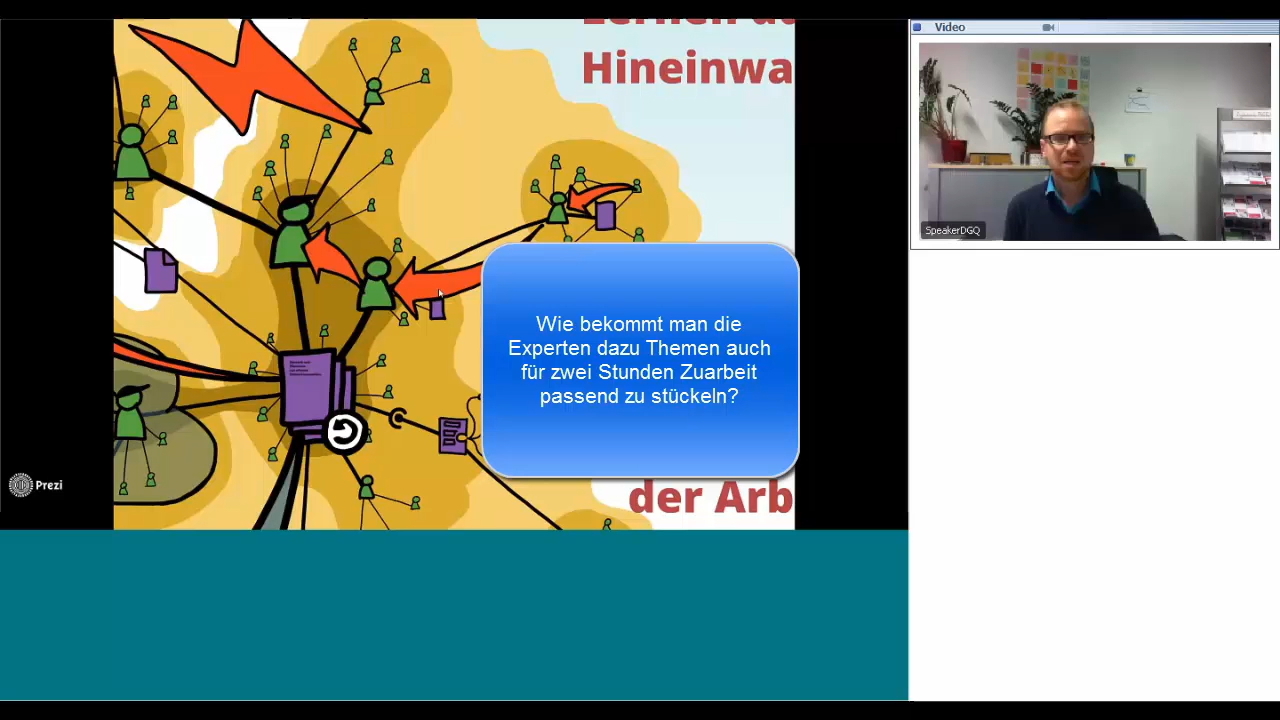 Hineinwa
Wie bekommt man die
Experten dazu Themen auch
für zwei Stunden Zuarbeit
passend zu stückeln?
der Arb
Prezi
Video
SpeakerDGQ